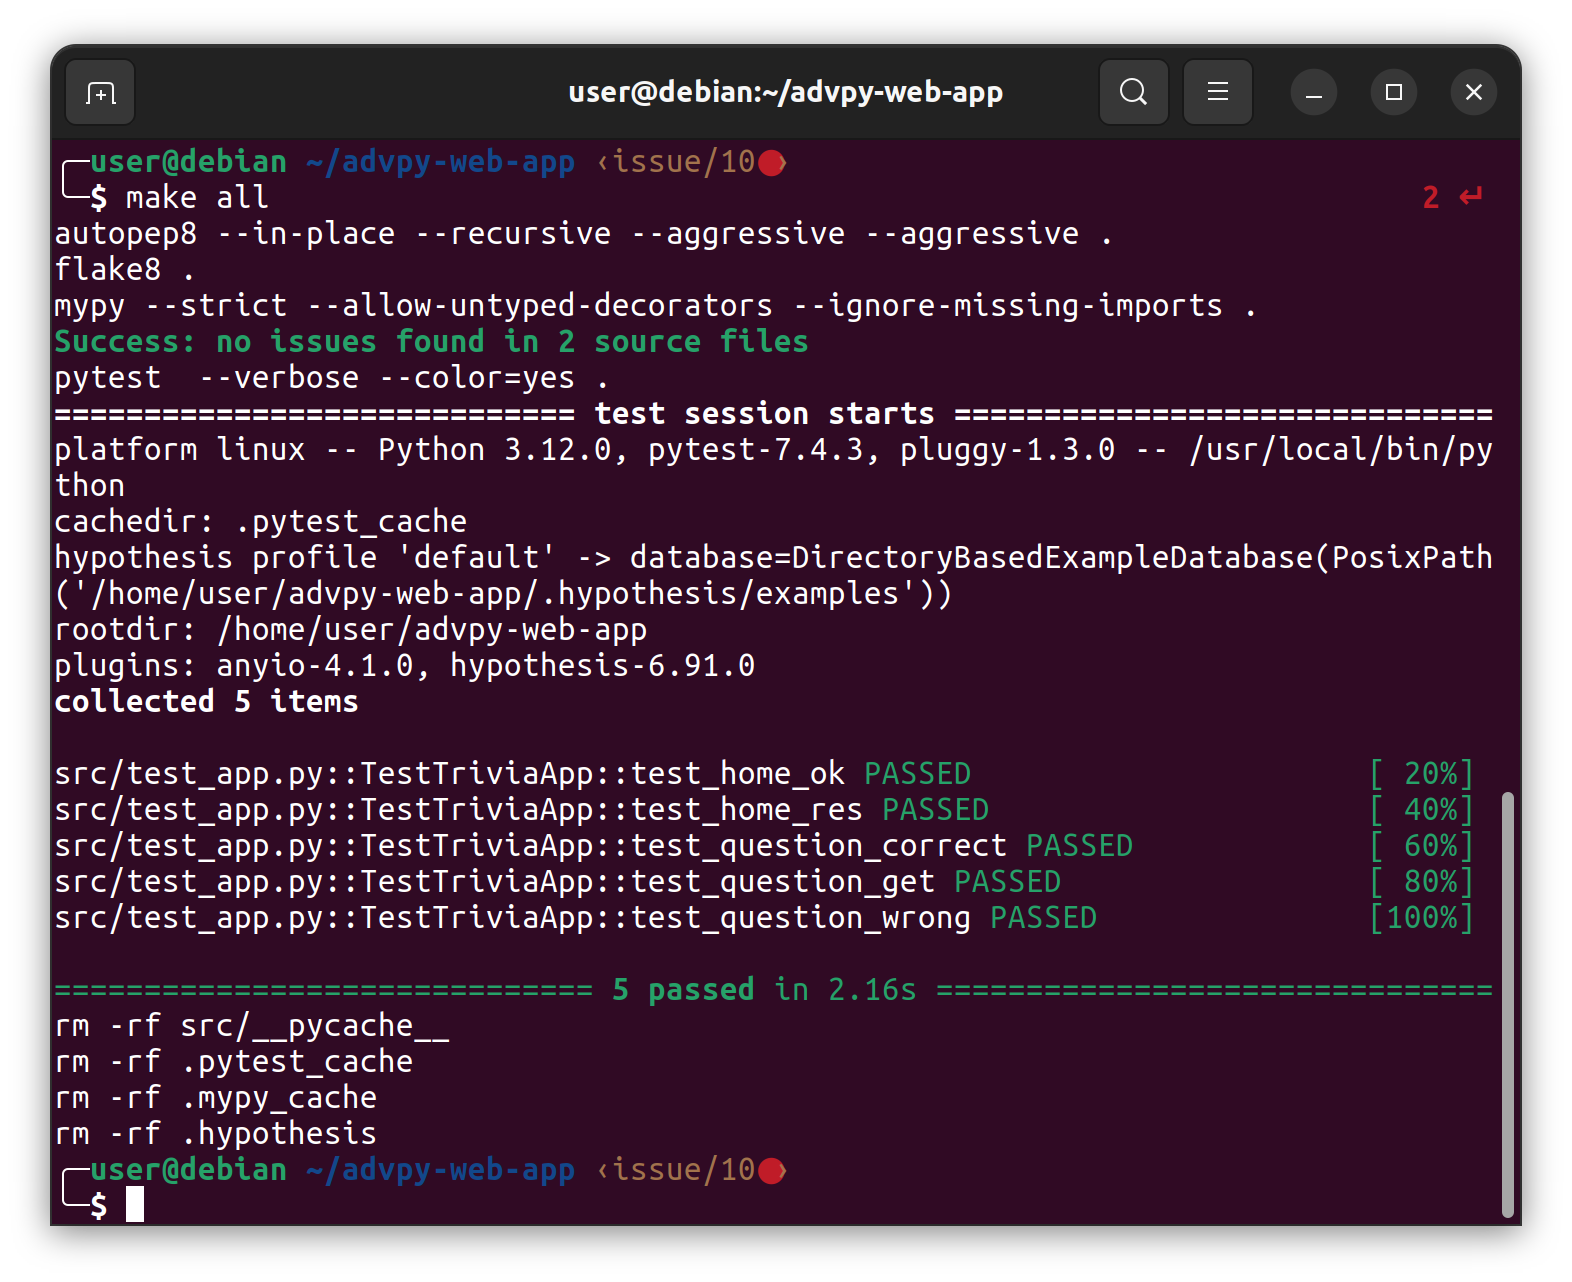 user@debian:~/advpy-web-app
user@debian ~/advpy-web-app ‹issue/10●›
$ make all 2 ↵
autopep8 --in-place --recursive --aggressive --aggressive .
flake8 .
mypy --strict --allow-untyped-decorators --ignore-missing-imports .
Success: no issues found in 2 source files
pytest  --verbose --color=yes .
============================= test session starts ==============================
platform linux -- Python 3.12.0, pytest-7.4.3, pluggy-1.3.0 -- /usr/local/bin/py
thon
cachedir: .pytest_cache
hypothesis profile 'default' -> database=DirectoryBasedExampleDatabase(PosixPath
('/home/user/advpy-web-app/.hypothesis/examples'))
rootdir: /home/user/advpy-web-app
plugins: anyio-4.1.0, hypothesis-6.91.0
collected 5 items
src/test_app.py::TestTriviaApp::test_home_ok PASSED [ 20%]
src/test_app.py::TestTriviaApp::test_home_res PASSED [ 40%]
src/test_app.py::TestTriviaApp::test_question_correct PASSED [ 60%]
src/test_app.py::TestTriviaApp::test_question_get PASSED [ 80%]
src/test_app.py::TestTriviaApp::test_question_wrong PASSED [100%]
============================== 5 passed in 2.16s ===============================
rm -rf src/__pycache__
rm -rf .pytest_cache
rm -rf .mypy_cache
rm -rf .hypothesis
user@debian ~/advpy-web-app ‹issue/10●›
$